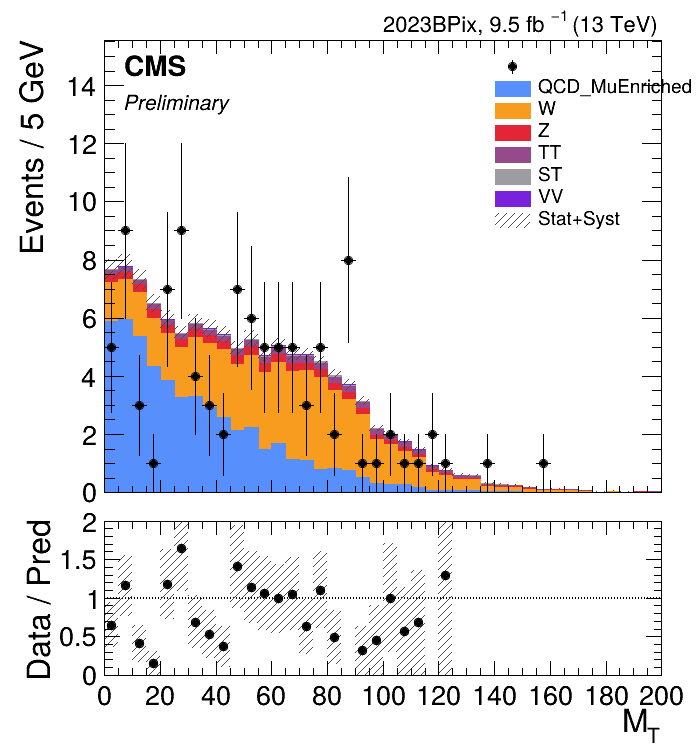 2023BPix, 9.5 fb ⁻¹ (13 TeV)
CMS
Preliminary
QCD_MuEnriched
W
Z
TT
ST
VV
Stat+Syst
Events / 5 GeV
14
12
10
8
6
4
2
0
Data / Pred
2
1.5
1
0.5
0
0 20 40 60 80 100 120 140 160 180 200
M_T